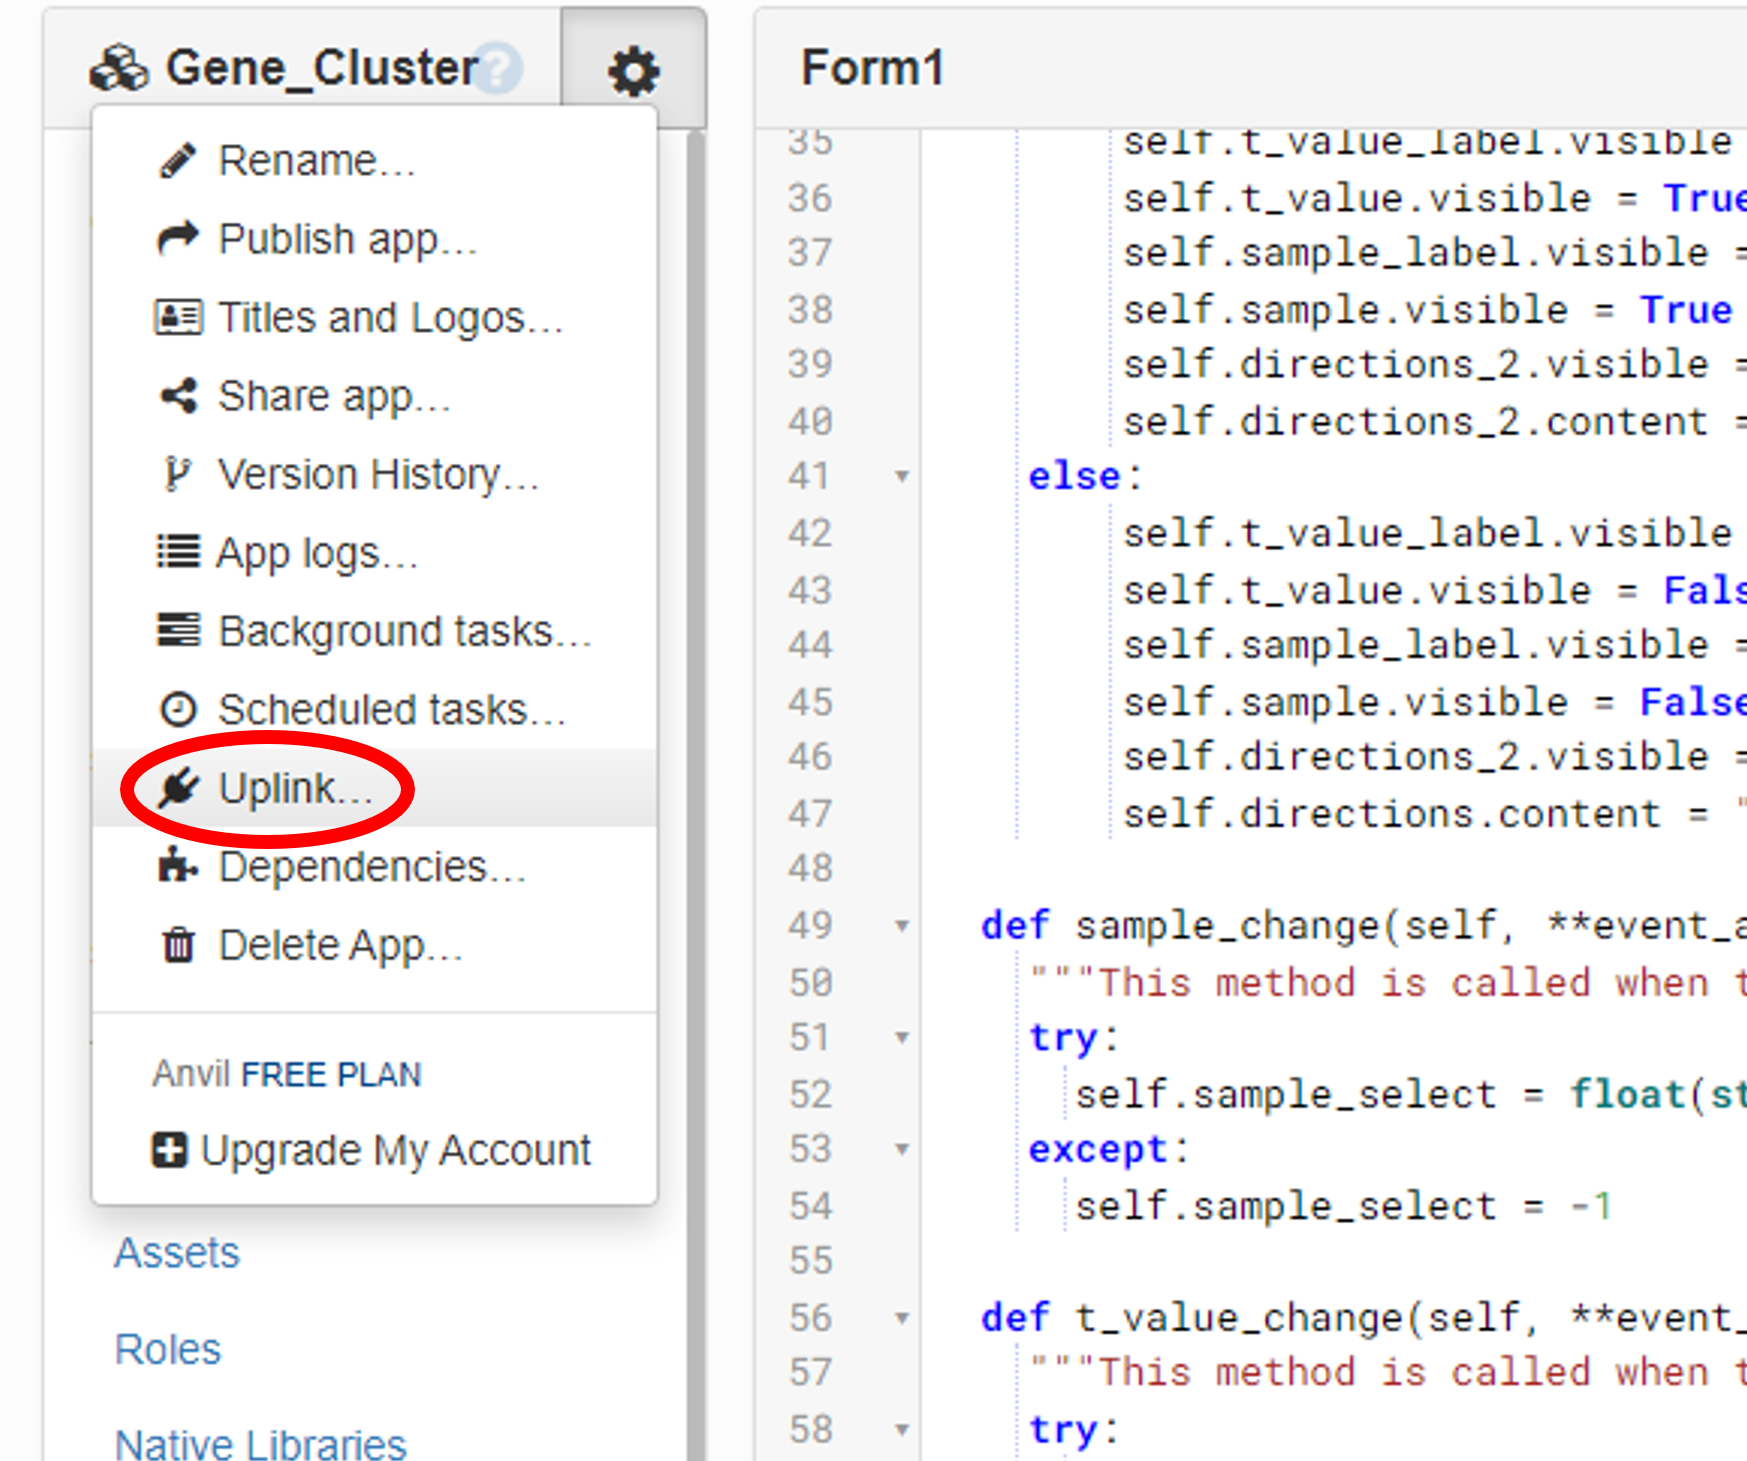 Gene_Cluster ?
Rename...
Publish app...
Titles and Logos...
Share app...
Version History...
App logs...
Background tasks...
Scheduled tasks...
Uplink...
Dependencies...
Delete App...
Anvil FREE PLAN
Upgrade My Account
Assets
Roles
Native Libraries
Form1
35 self.t_value_label.visible
36 self.t_value.visible = True
37 self.sample_label.visible =
38 self.sample.visible = True
39 self.directions_2.visible =
40 self.directions_2.content =
41 else:
42 self.t_value_label.visible
43 self.t_value.visible = Fals
44 self.sample_label.visible =
45 self.sample.visible = False
46 self.directions_2.visible =
47 self.directions.content = "
48
49 def sample_change(self, **event_a
50 """This method is called when t
51 try:
52 self.sample_select = float(st
53 except:
54 self.sample_select = -1
55
56 def t_value_change(self, **event_
57 """This method is called when t
58 try: